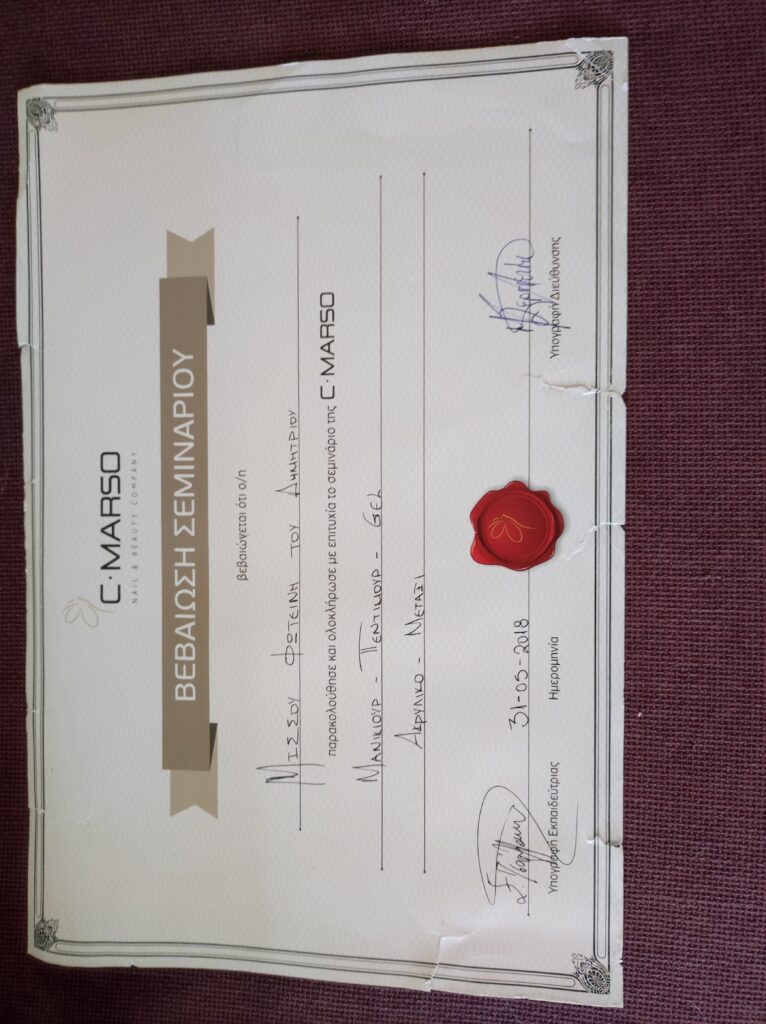 C·MARSO
NAIL & BEAUTY COMPANY
ΒΕΒΑΙΩΣΗ ΣΕΜΙΝΑΡΙΟΥ
βεβαιώνεται ότι ο/η
ΜΙΣΣΟΥ ΦΩΤΕΙΝΗ ΤΟΥ ΔΗΜΗΤΡΙΟΥ
παρακολούθησε και ολοκλήρωσε με επιτυχία το σεμινάριο της C·MARSO
ΜΑΝΙΚΙΟΥΡ - ΠΕΝΤΙΚΙΟΥΡ - GEL
ΑΚΡΥΛΙΚΟ - ΜΕΤΑΞΙ
31-05-2018
Υπογραφή Εκπαιδεύτριας Ημερομηνία Υπογραφή Διεύθυνσης